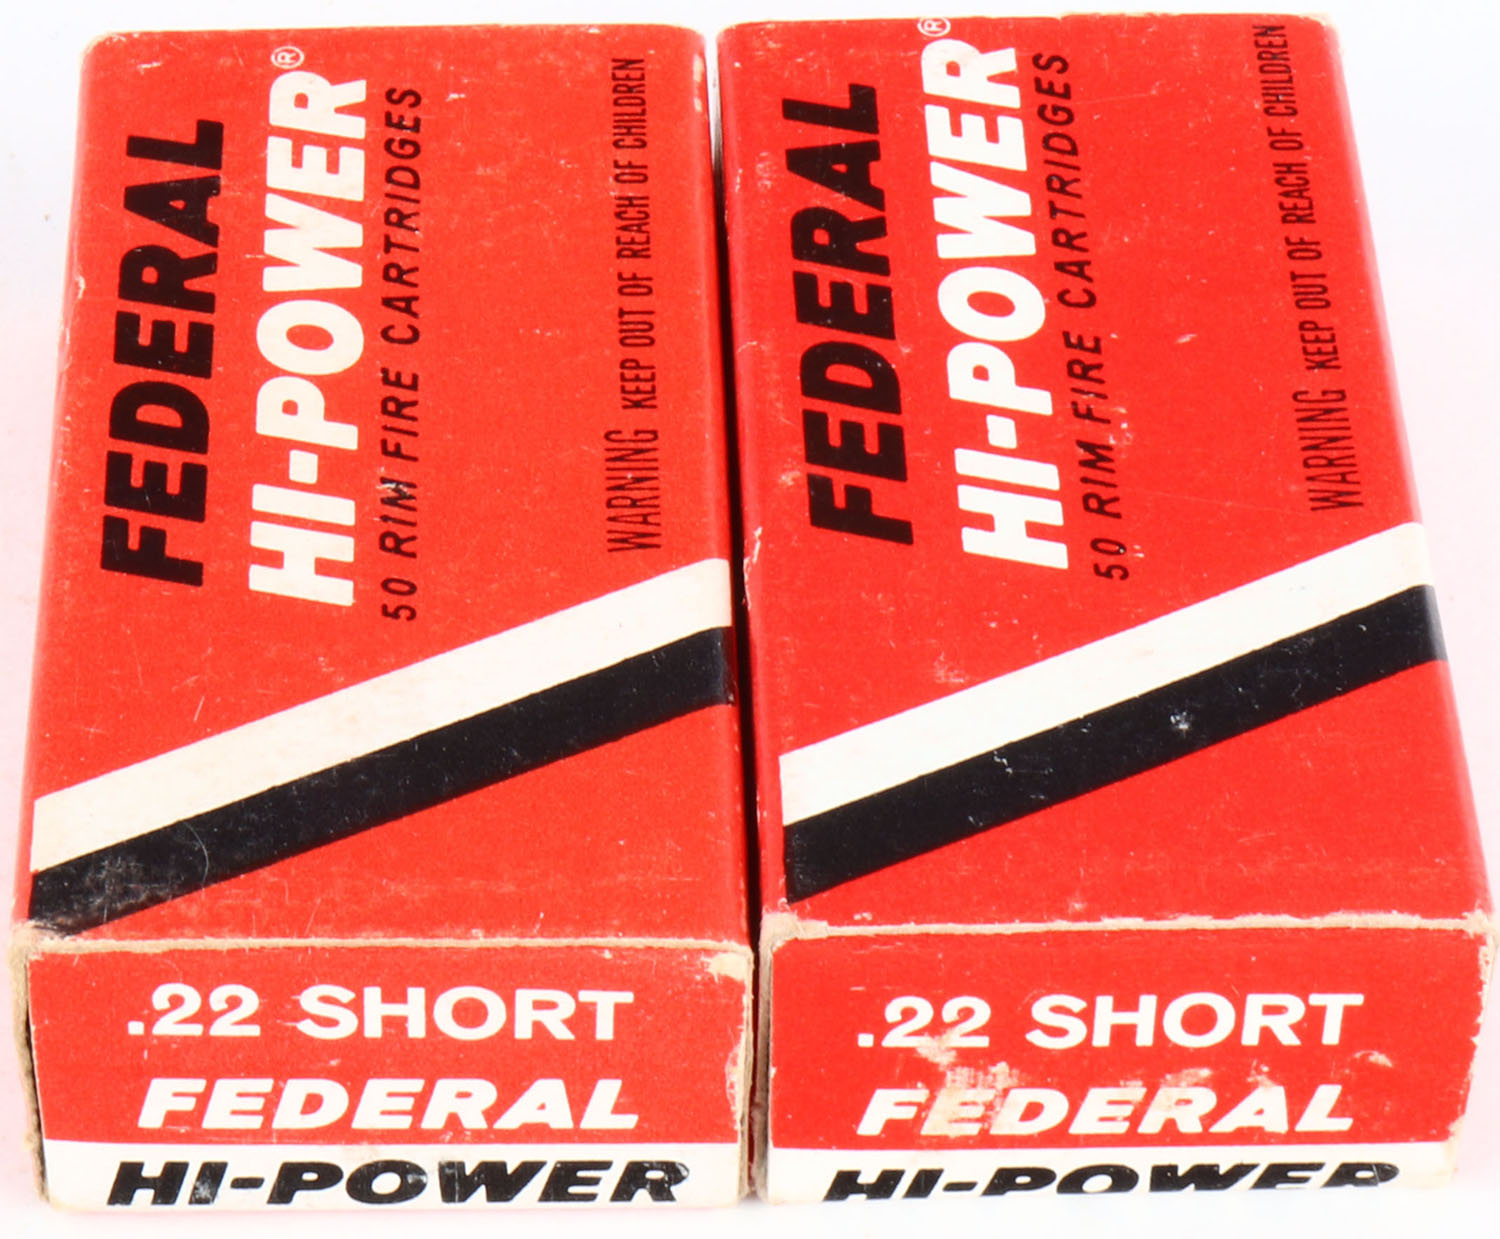 FEDERAL
HI-POWER®
50 RIM FIRE CARTRIDGES
WARNING KEEP OUT OF REACH OF CHILDREN
.22 SHORT
FEDERAL
HI-POWER
FEDERAL
HI-POWER®
50 RIM FIRE CARTRIDGES
WARNING KEEP OUT OF REACH OF CHILDREN
.22 SHORT
FEDERAL
HI-POWER